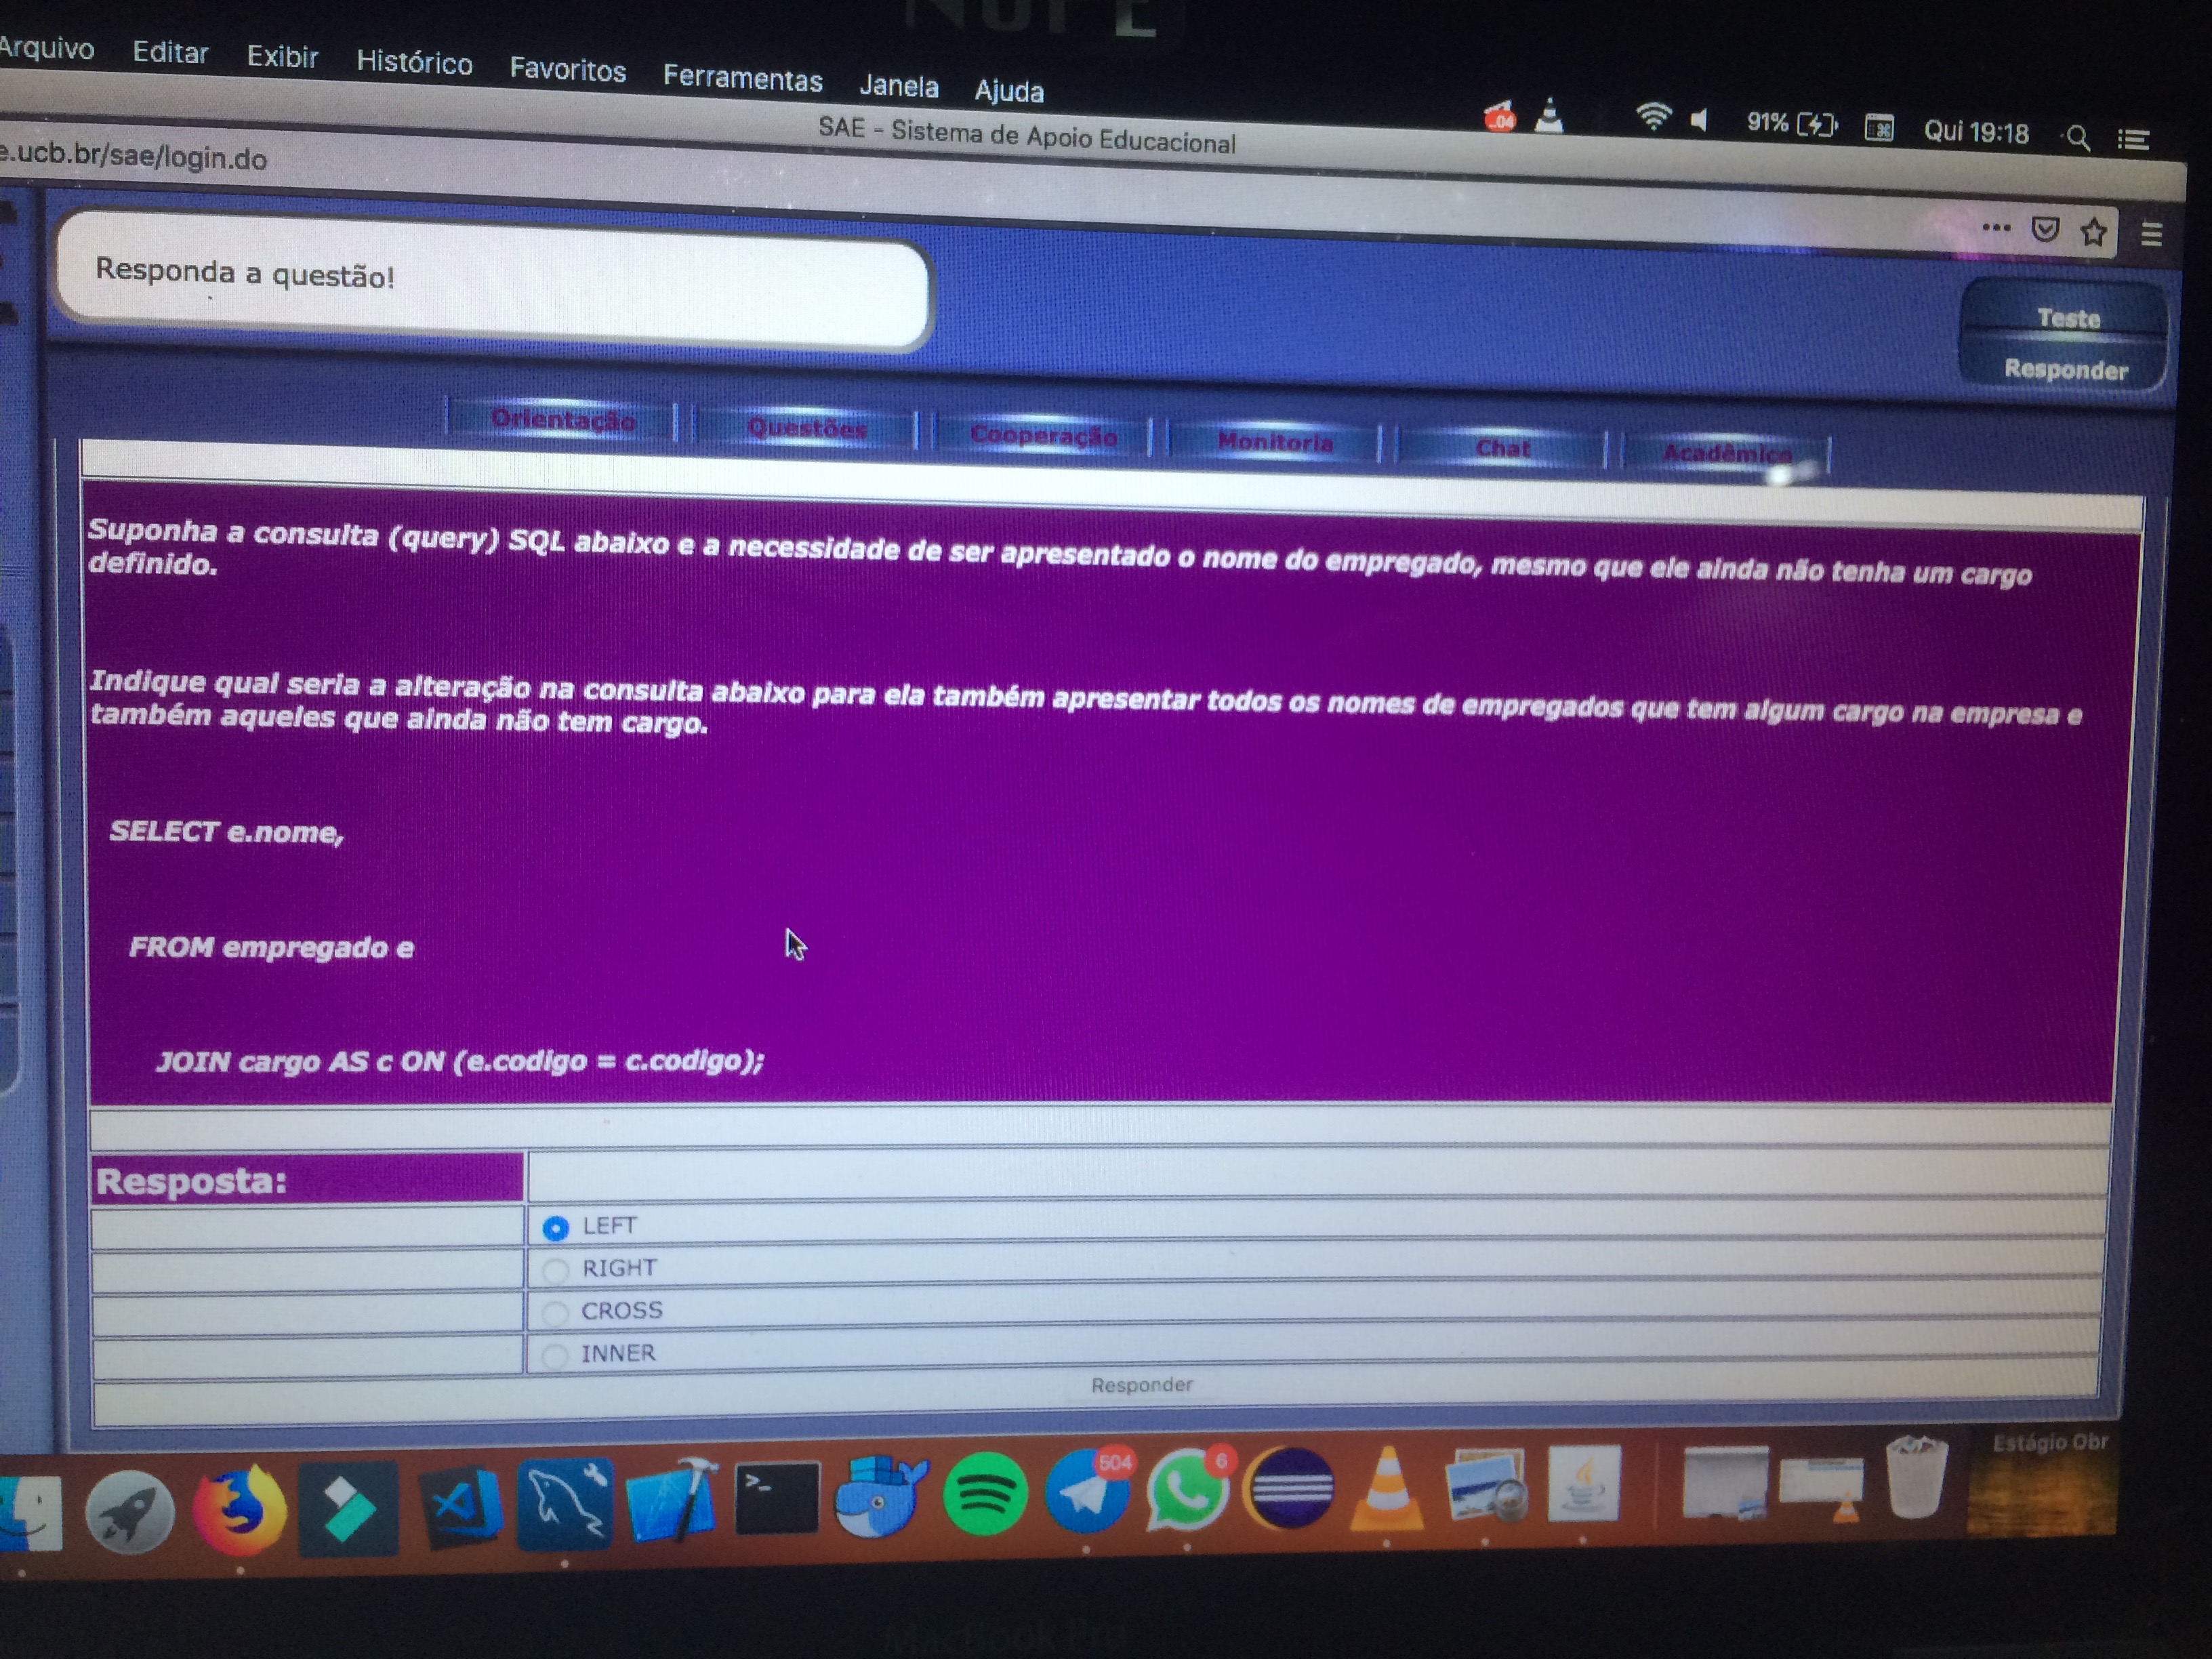 Arquivo Editar Exibir Histórico Favoritos Ferramentas Janela Ajuda
91% Qui 19:18
SAE - Sistema de Apoio Educacional
e.ucb.br/sae/login.do
Responda a questão!
Teste
Responder
Orientação Questões Cooperação Monitoria Chat Acadêmico
Suponha a consulta (query) SQL abaixo e a necessidade de ser apresentado o nome do empregado, mesmo que ele ainda não tenha um cargo
definido.
Indique qual seria a alteração na consulta abaixo para ela também apresentar todos os nomes de empregados que tem algum cargo na empresa e
também aqueles que ainda não tem cargo.
SELECT e.nome,
FROM empregado e
JOIN cargo AS c ON (e.codigo = c.codigo);
Resposta:
LEFT
RIGHT
CROSS
INNER
Responder
504
6
Estágio Obr
MacBook Pro